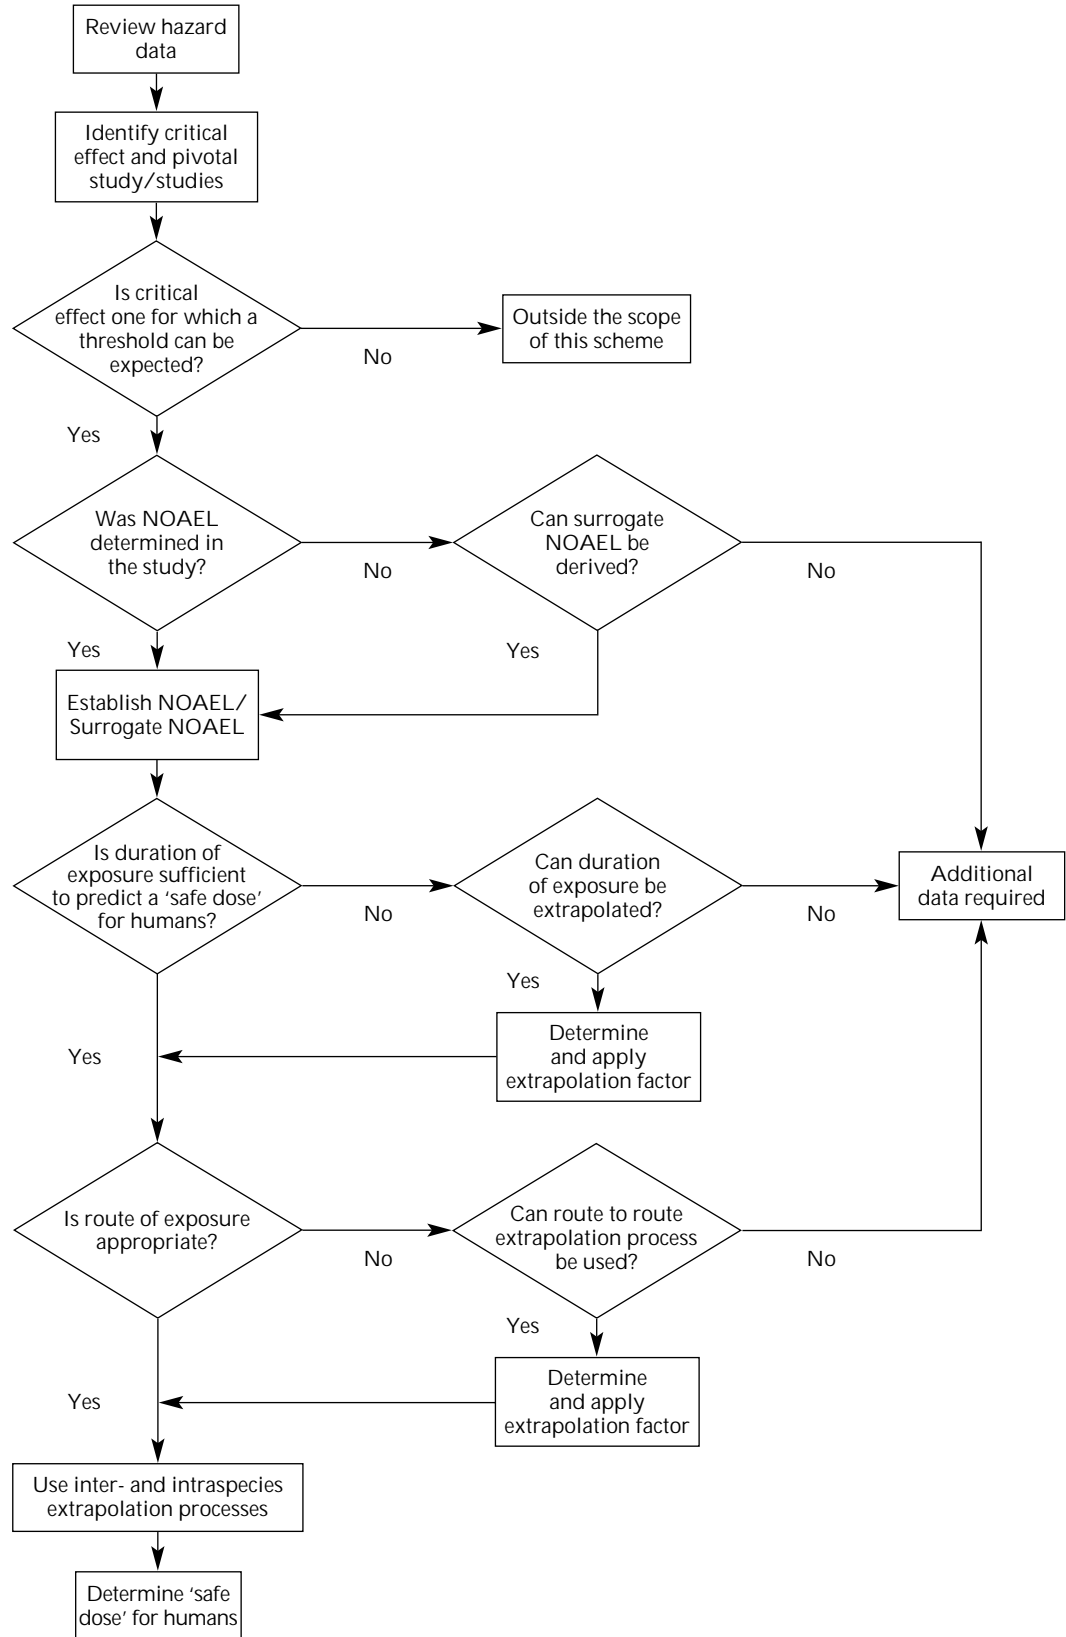 Review hazard
data
Identify critical
effect and pivotal
study/studies
Is critical
effect one for which a
threshold can be
expected?
No
Outside the scope
of this scheme
Yes
Was NOAEL
determined in
the study?
No
Can surrogate
NOAEL be
derived?
No
Yes
Yes
Establish NOAEL/
Surrogate NOAEL
Is duration of
exposure sufficient
to predict a ‘safe dose’
for humans?
No
Can duration
of exposure be
extrapolated?
No
Additional
data required
Yes
Determine
and apply
extrapolation factor
Yes
Is route of exposure
appropriate?
No
Can route to route
extrapolation process
be used?
No
Yes
Determine
and apply
extrapolation factor
Yes
Use inter- and intraspecies
extrapolation processes
Determine ‘safe
dose’ for humans